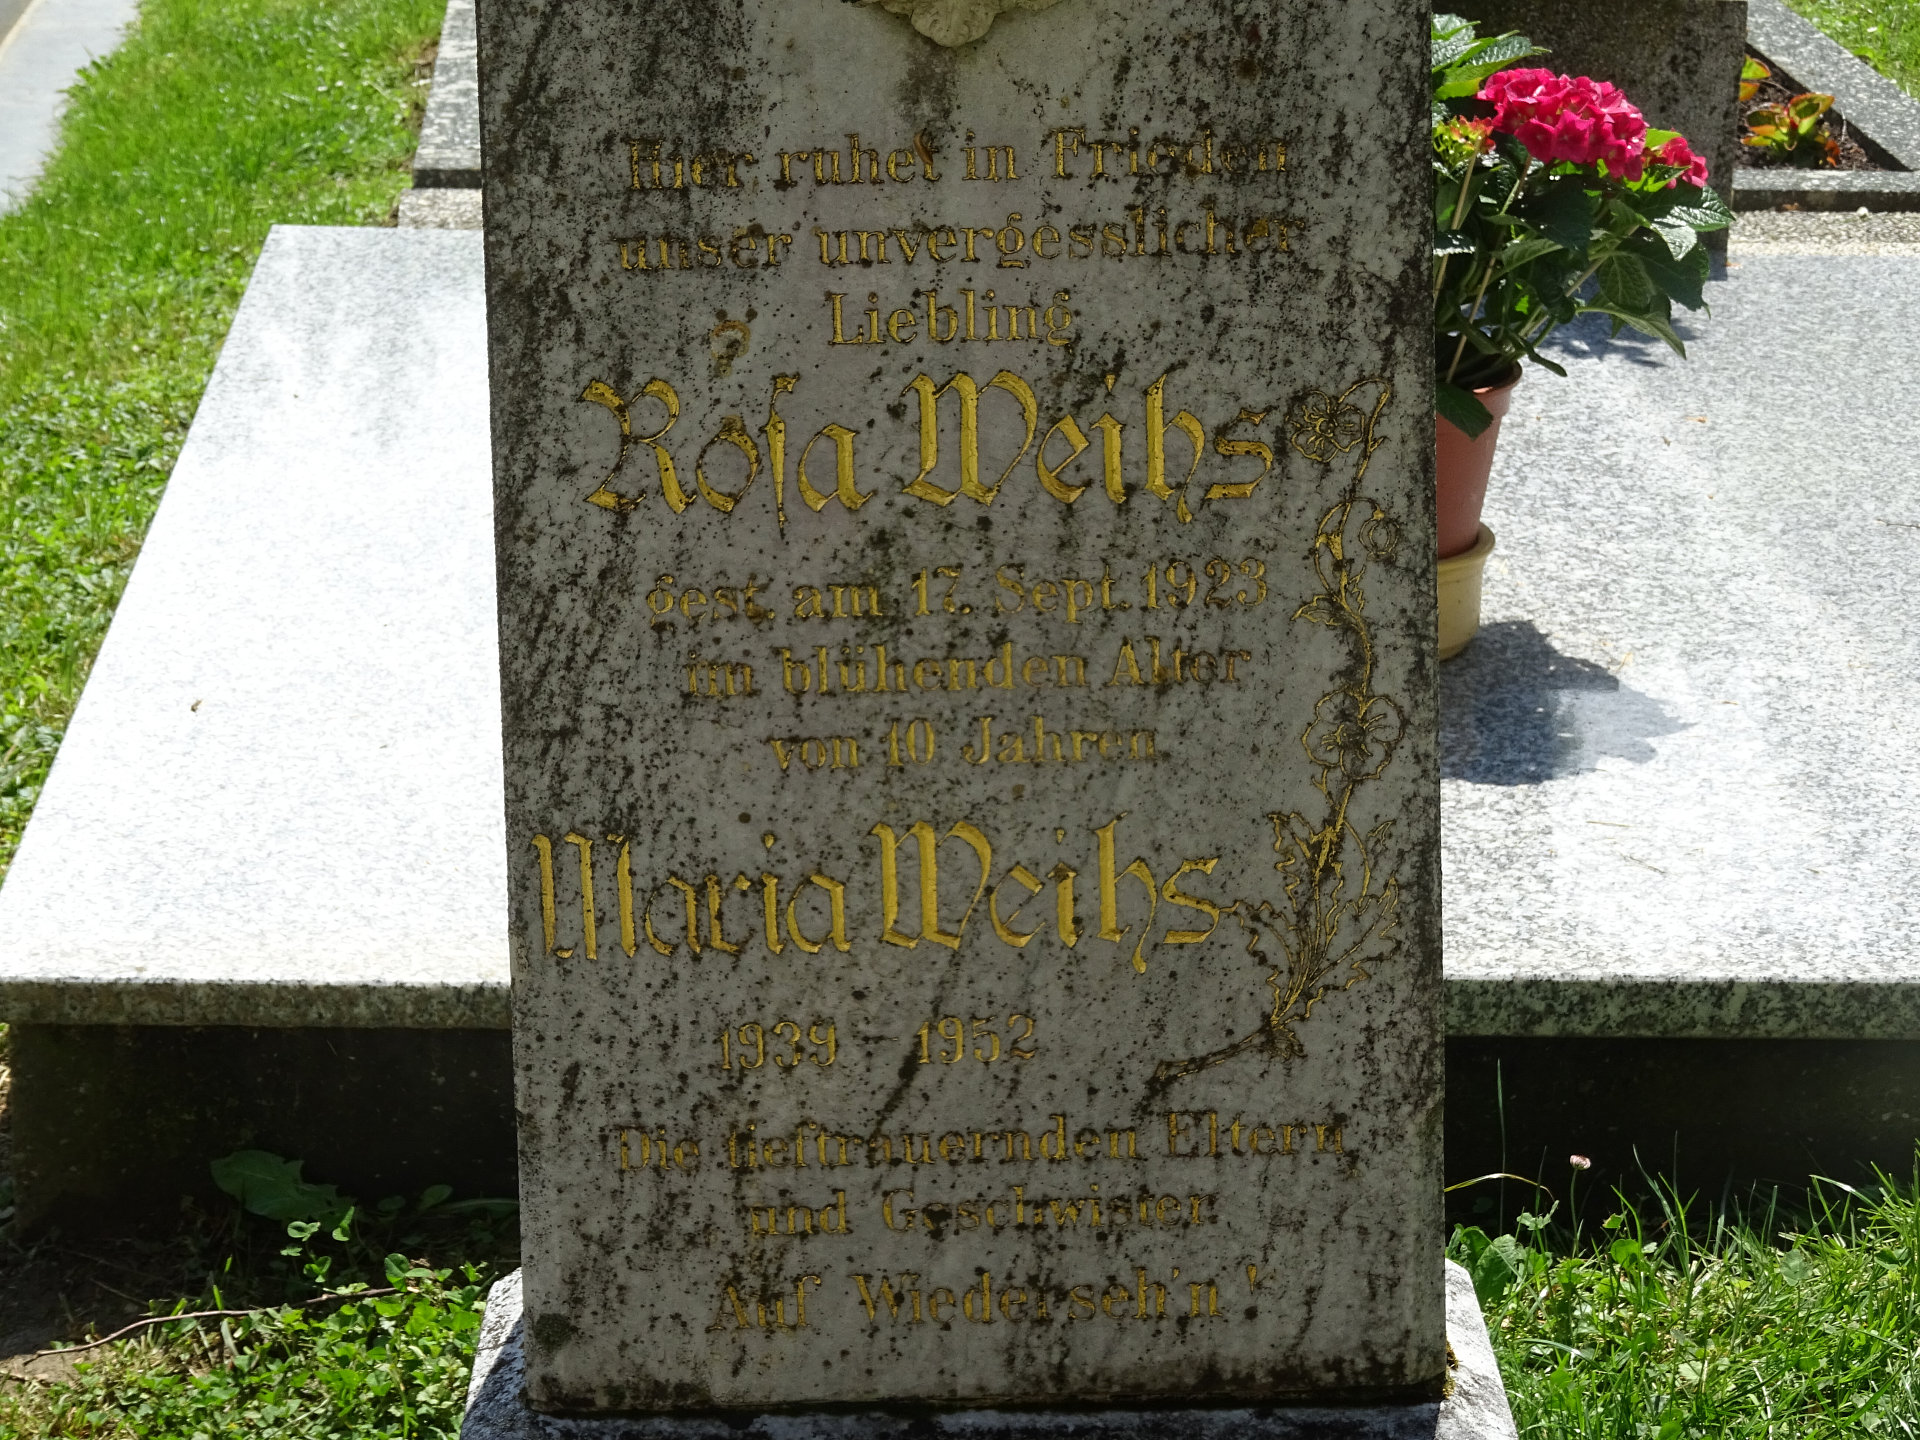 Hier ruhet in Frieden
unser unvergesslicher
Liebling
Roſa Weihs
gest. am 17. Sept. 1923
im blühenden Alter
von 10 Jahren.
Maria Weihs
1939 - 1952
Die tieftrauernden Eltern,
und Geschwister.
Auf Wiederseh'n!